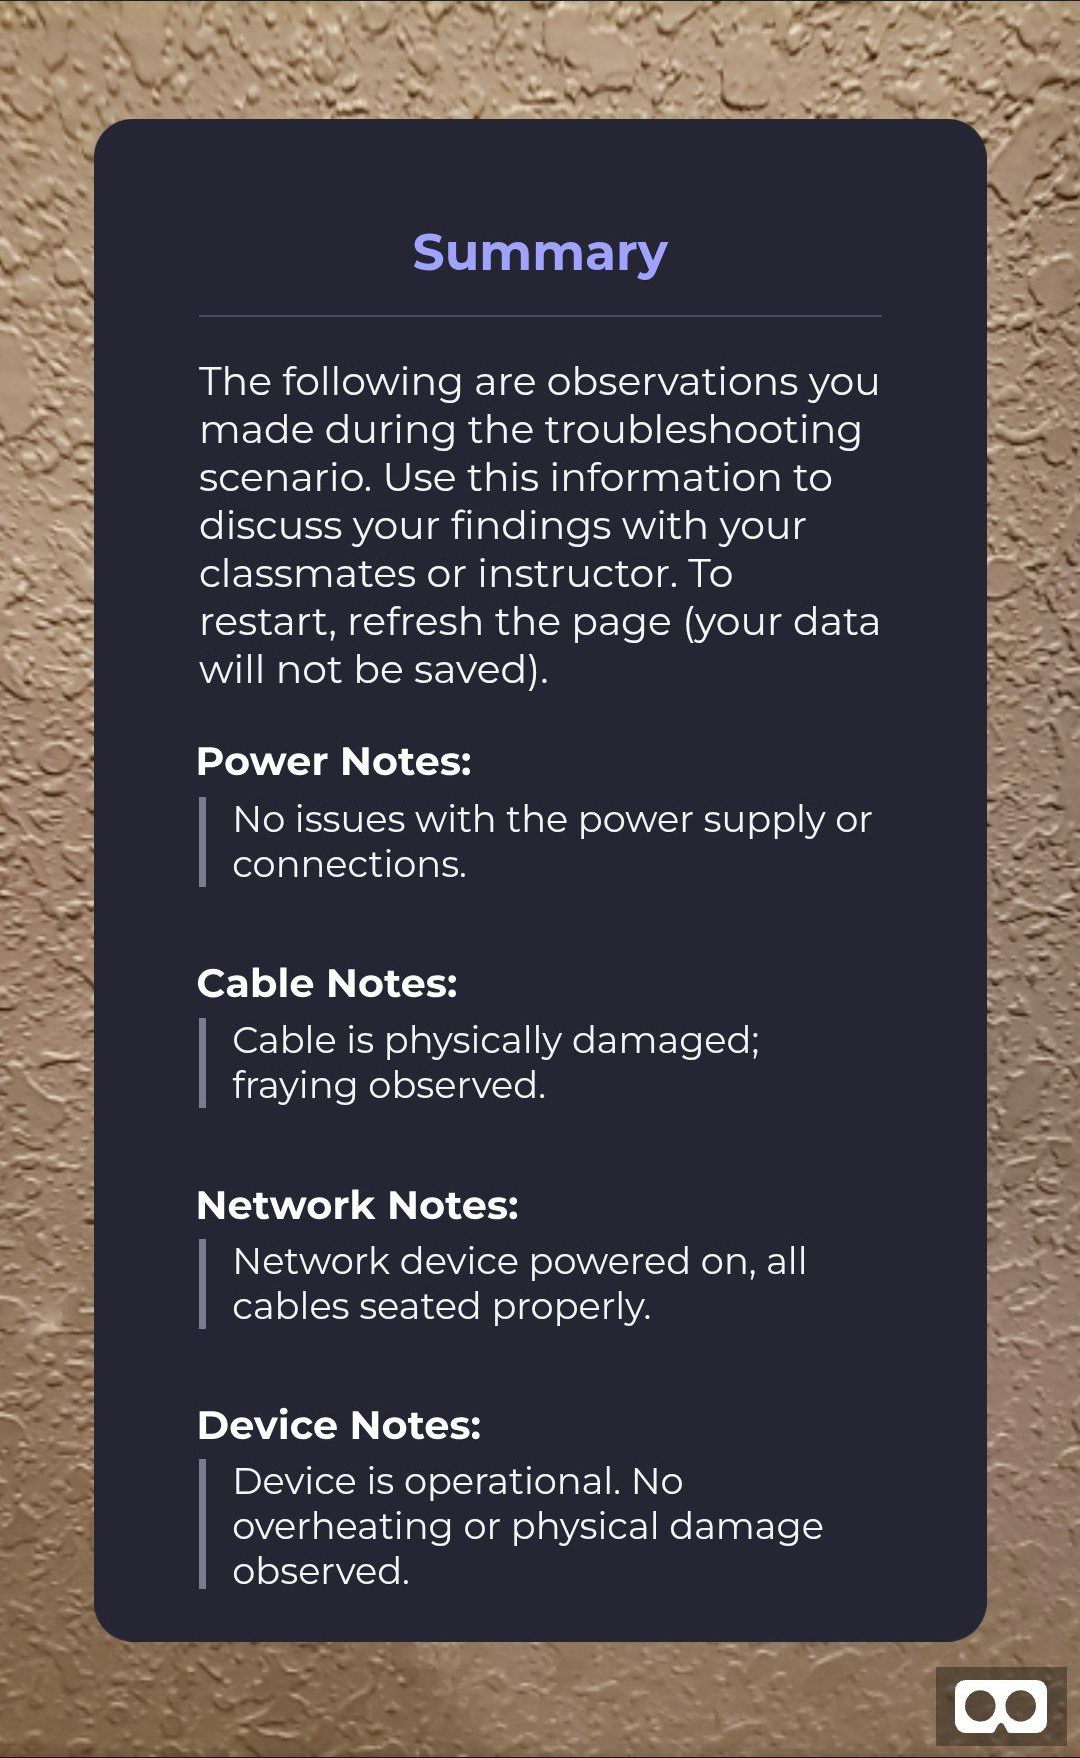 Summary
The following are observations you
made during the troubleshooting
scenario. Use this information to
discuss your findings with your
classmates or instructor. To
restart, refresh the page (your data
will not be saved).
Power Notes:
No issues with the power supply or
connections.
Cable Notes:
Cable is physically damaged;
fraying observed.
Network Notes:
Network device powered on, all
cables seated properly.
Device Notes:
Device is operational. No
overheating or physical damage
observed.